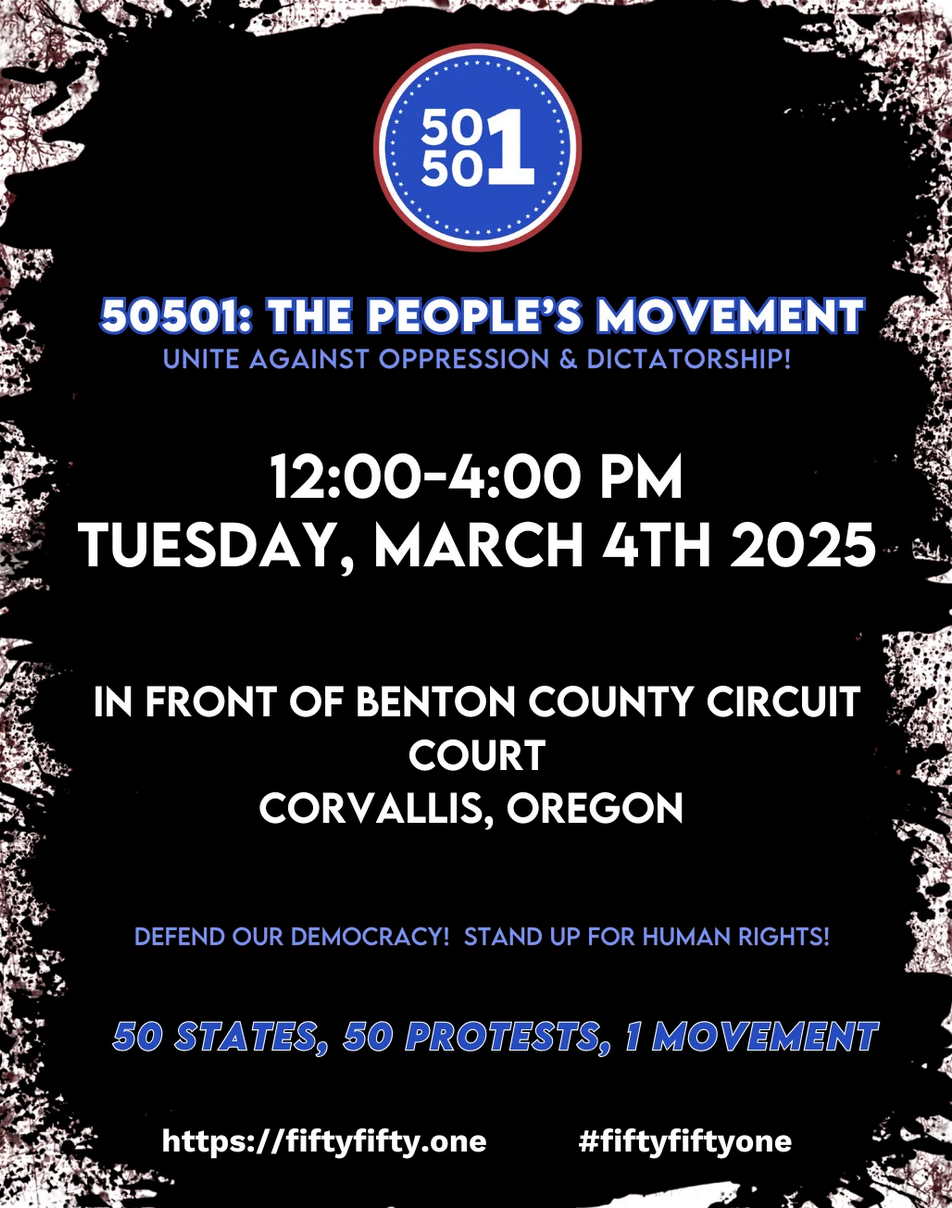 50
50
1
50501: THE PEOPLE'S MOVEMENT
UNITE AGAINST OPPRESSION & DICTATORSHIP!
12:00-4:00 PM
TUESDAY, MARCH 4TH 2025
IN FRONT OF BENTON COUNTY CIRCUIT
COURT
CORVALLIS, OREGON
DEFEND OUR DEMOCRACY! STAND UP FOR HUMAN RIGHTS!
50 STATES, 50 PROTESTS, 1 MOVEMENT
https://fiftyfifty.one #fiftyfiftyone